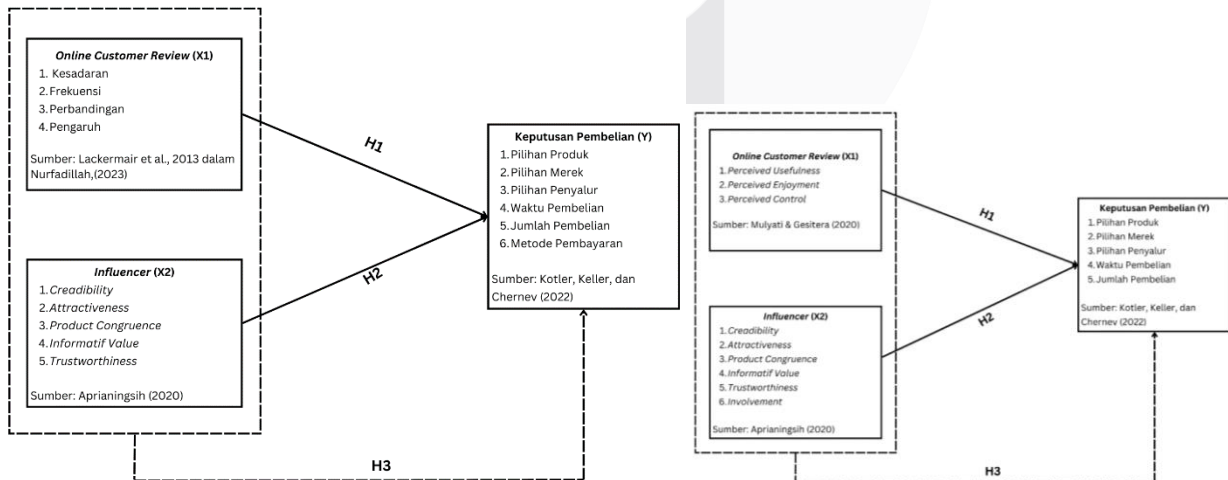 Online Customer Review (X1)
1. Kesadaran
2. Frekuensi
3. Perbandingan
4. Pengaruh
Sumber: Lackermair et al., 2013 dalam
Nurfadillah,(2023)
H1
Keputusan Pembelian (Y)
1. Pilihan Produk
2. Pilihan Merek
3. Pilihan Penyalur
4. Waktu Pembelian
5. Jumlah Pembelian
6. Metode Pembayaran
Sumber: Kotler, Keller, dan
Chernev (2022)
H2
Influencer (X2)
1. Creadibility
2. Attractiveness
3. Product Congruence
4. Informatif Value
5. Trustworthiness
Sumber: Aprianingsih (2020)
H3
Online Customer Review (X1)
1. Perceived Usefulness
2. Perceived Enjoyment
3. Perceived Control
Sumber: Mulyati & Gesitera (2020)
H1
Keputusan Pembelian (Y)
1. Pilihan Produk
2. Pilihan Merek
3. Pilihan Penyalur
4. Waktu Pembelian
5. Jumlah Pembelian
Sumber: Kotler, Keller, dan
Chernev (2022)
H2
Influencer (X2)
1. Creadibility
2. Attractiveness
3. Product Congruence
4. Informatif Value
5. Trustworthiness
6. Involvement
Sumber: Aprianingsih (2020)
H3